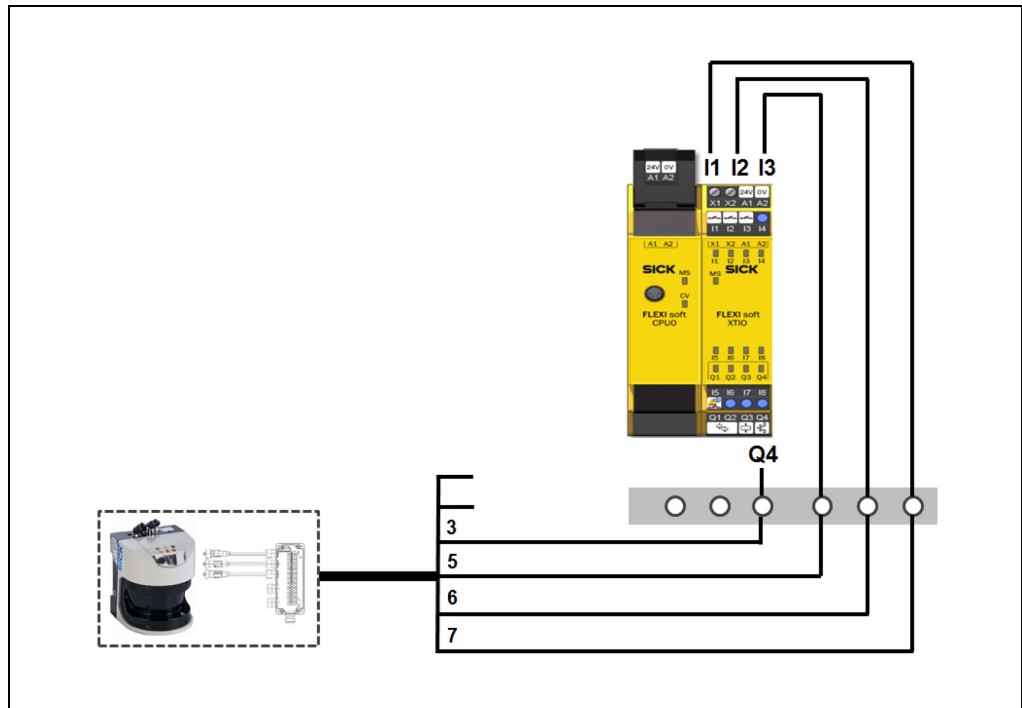 I1 I2 I3
24V 0V
A1 A2
X1 X2 A1 A2
24V 0V
I1 I2 I3 I4
A1 A2
X1 X2 A1 A2
I1 I2 I3 I4
SICK MS
MS SICK
CV
FLEXI soft
CPU0
FLEXI soft
XTIO
I5 I6 I7 I8
Q1 Q2 Q3 Q4
I5 I6 I7 I8
Q1 Q2 Q3 Q4
Q4
3
5
6
7
SICK